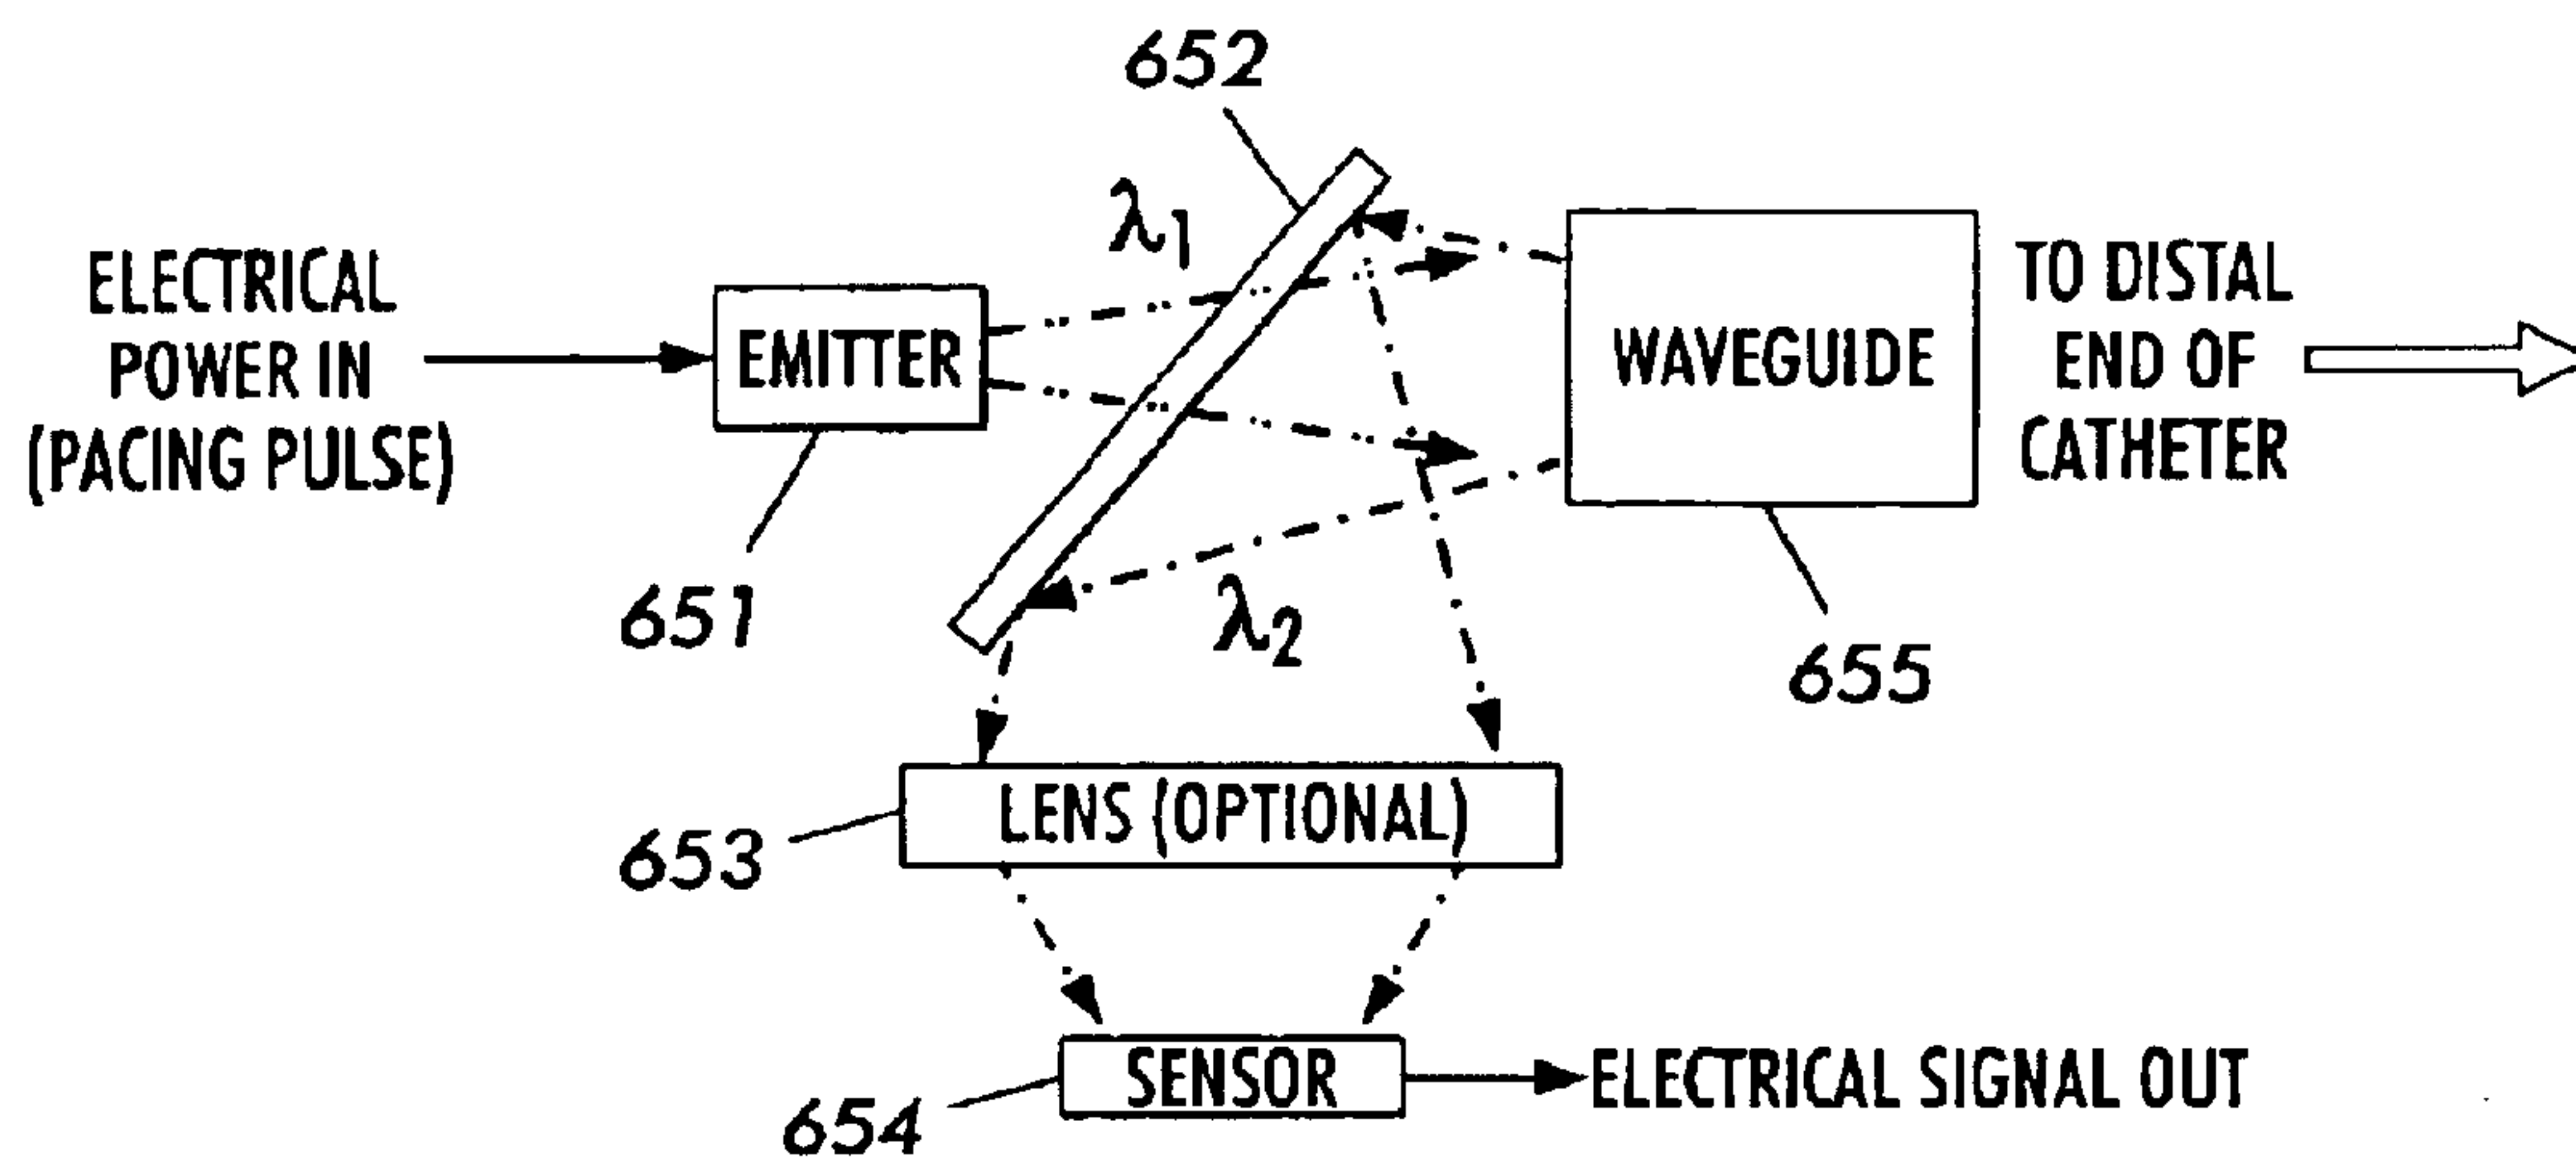 652
λ1
ELECTRICAL
POWER IN
(PACING PULSE)
EMITTER
WAVEGUIDE
TO DISTAL
END OF
CATHETER
651
λ2
655
LENS (OPTIONAL)
653
SENSOR
ELECTRICAL SIGNAL OUT
654